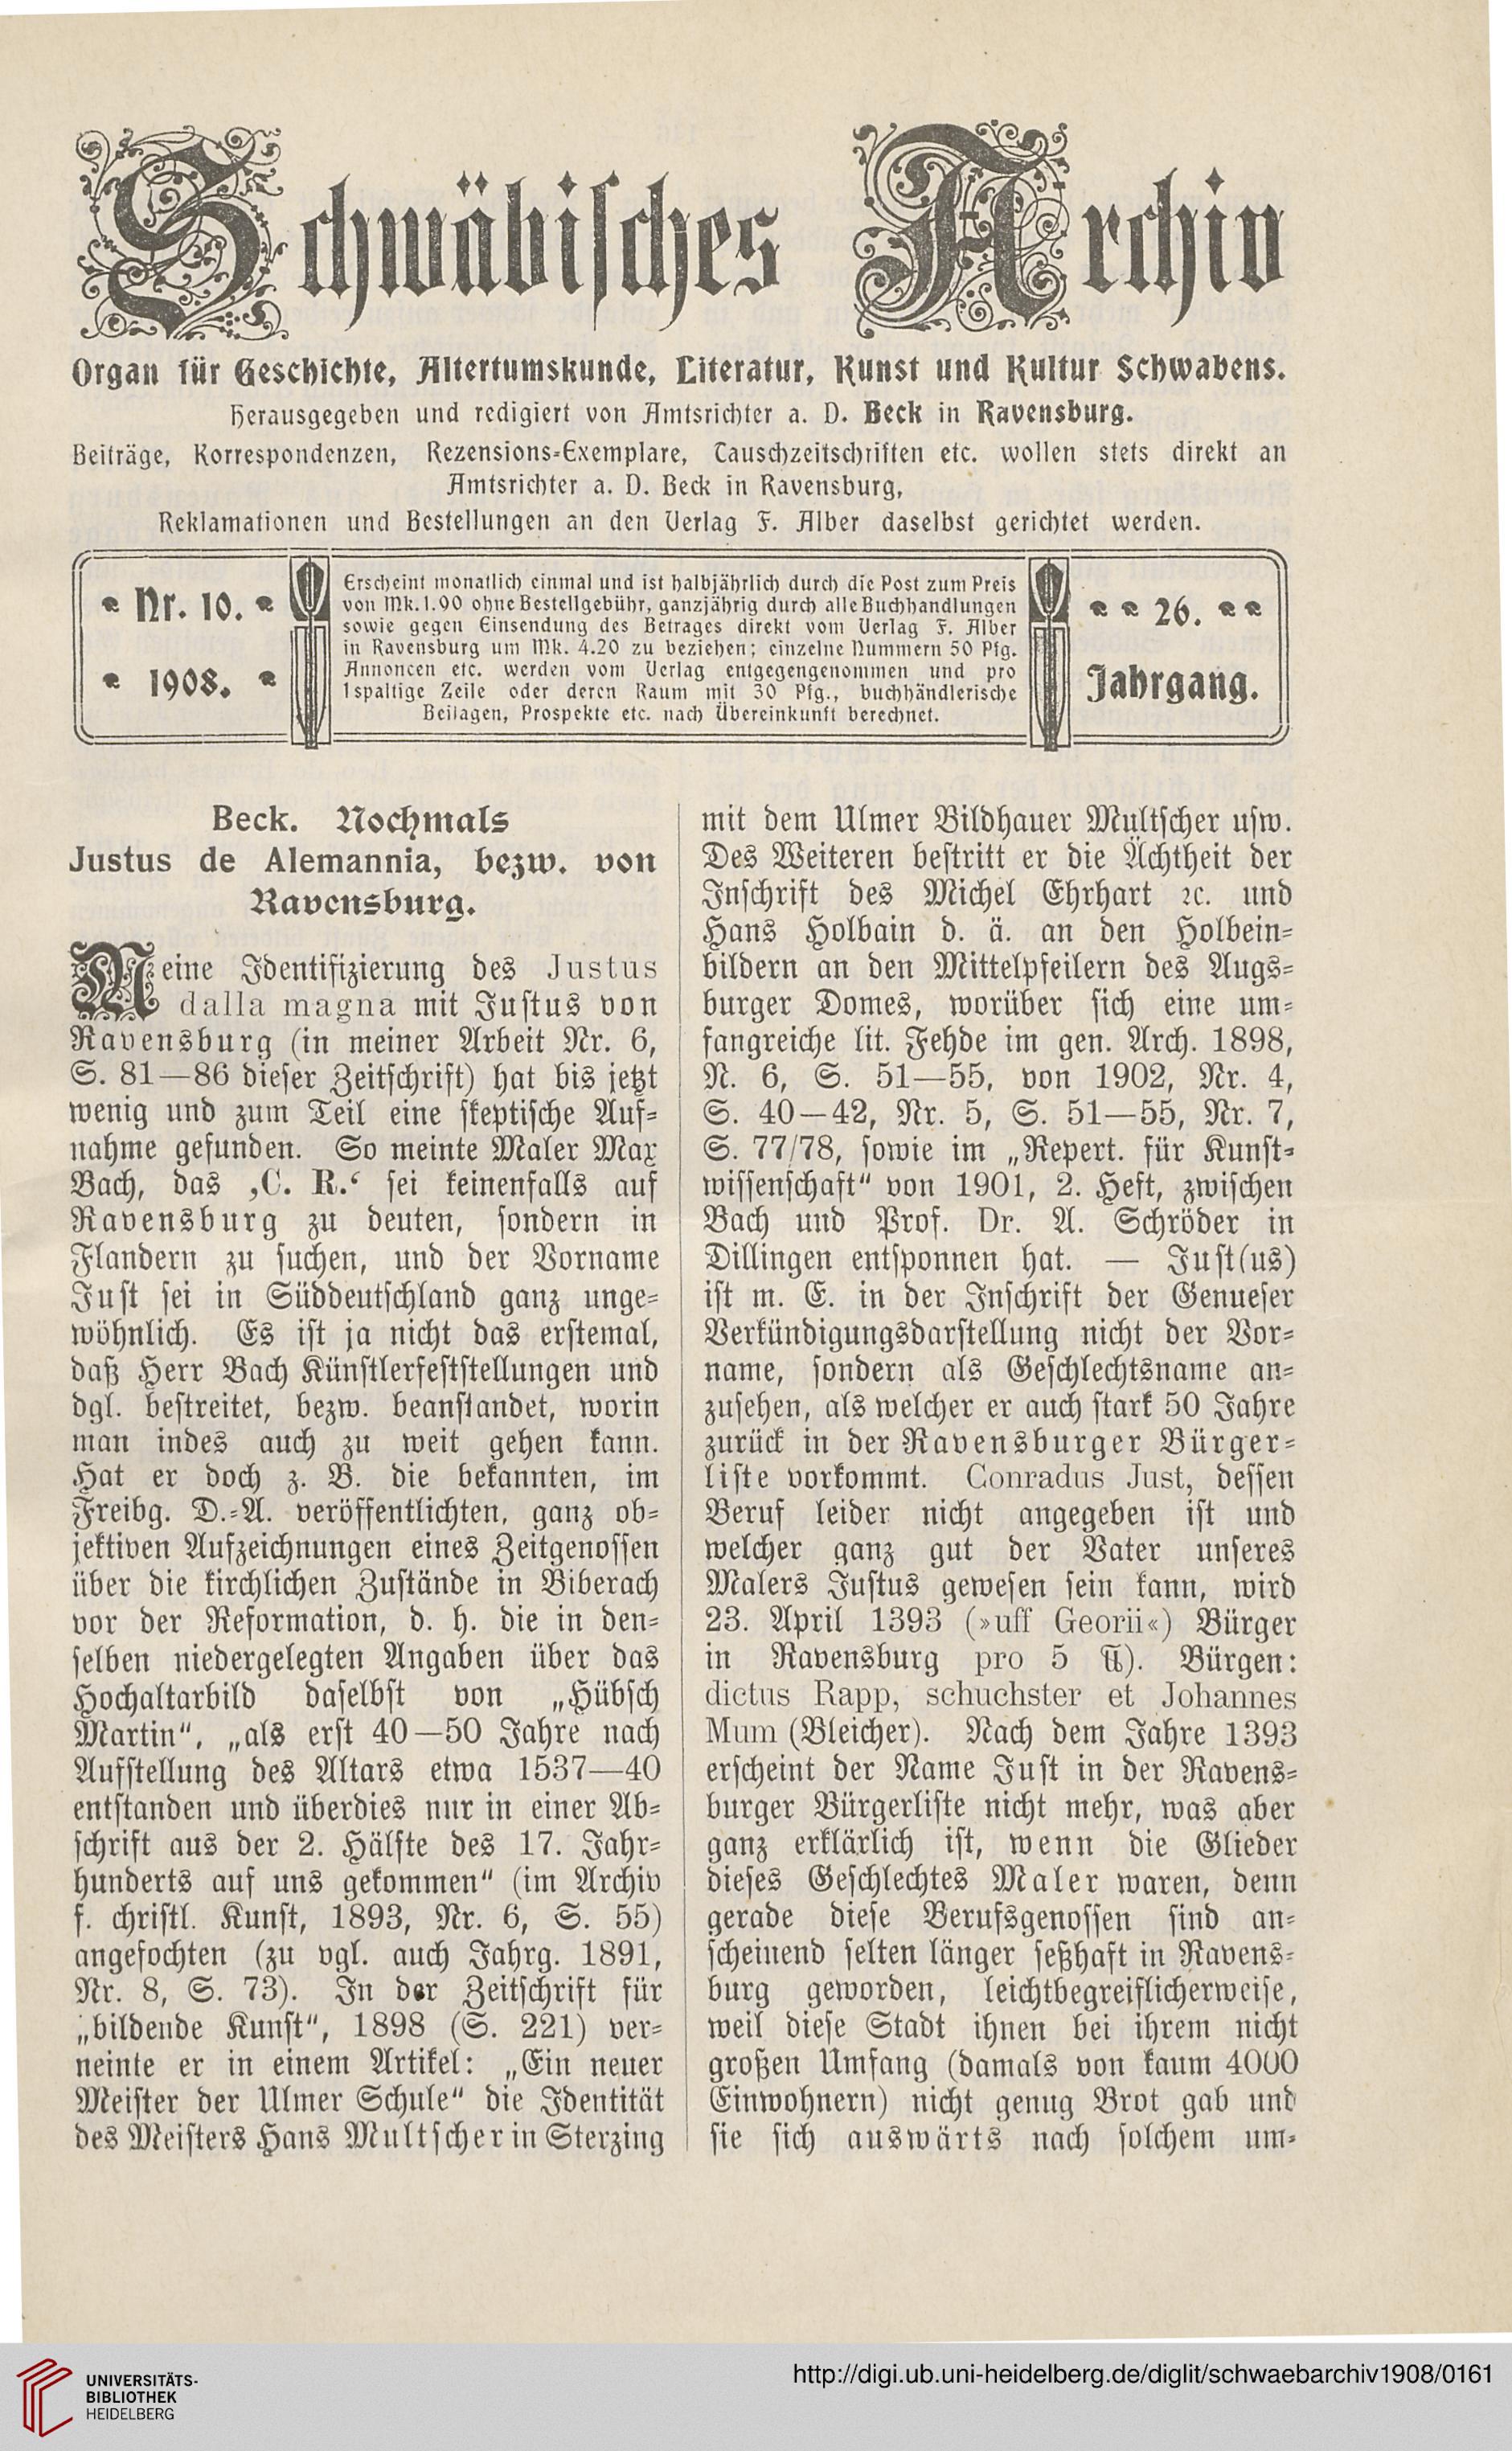 Schwäbisches Archiv
Organ für Geschichte, Altertumskunde, Literatur, Kunst und Kultur Schwabens.
Herausgegeben und redigiert von Amtsrichter a. D. Beck in Ravensburg.
Beiträge, Korrespondenzen, Rezensions-Exemplare, Tauschzeitschriften etc. wollen stets direkt an
Amtsrichter a. D. Beck in Ravensburg,
Reklamationen und Bestellungen an den Verlag F. Alber daselbst gerichtet werden.
Nr. 10.
1908.
Erscheint monatlich einmal und ist halbjährlich durch die Post zum Preis
von Mk. 1.90 ohne Bestellgebühr, ganzjährig durch alle Buchhandlungen
sowie gegen Einsendung des Betrages direkt vom Verlag F. Alber
in Ravensburg um Mk. 4.20 zu beziehen; einzelne Nummern 50 Pfg.
Annoncen etc. werden vom Verlag entgegengenommen und pro
1spaltige Zeile oder deren Raum mit 30 Pfg., buchhändlerische
Beilagen, Prospekte etc. nach Übereinkunft berechnet.
26.
Jahrgang.
Beck. Nochmals
Justus de Alemannia, bezw. von
Ravensburg.
Meine Identifizierung des Justus
dalla magna mit Justus von
Ravensburg (in meiner Arbeit Nr. 6,
S. 81—86 dieser Zeitschrift) hat bis jetzt
wenig und zum Teil eine skeptische Auf-
nahme gefunden. So meinte Maler Max
Bach, das ‚C. R.‘ sei keinenfalls auf
Ravensburg zu deuten, sondern in
Flandern zu suchen, und der Vorname
Just sei in Süddeutschland ganz unge-
wöhnlich. Es ist ja nicht das erstemal,
daß Herr Bach Künstlerfeststellungen und
dgl. bestreitet, bezw. beanstandet, worin
man indes auch zu weit gehen kann.
Hat er doch z. B. die bekannten, im
Freibg. D.-A. veröffentlichten, ganz ob-
jektiven Aufzeichnungen eines Zeitgenossen
über die kirchlichen Zustände in Biberach
vor der Reformation, d. h. die in den-
selben niedergelegten Angaben über das
Hochaltarbild daselbst von „Hübsch
Martin“, „als erst 40—50 Jahre nach
Aufstellung des Altars etwa 1537—40
entstanden und überdies nur in einer Ab-
schrift aus der 2. Hälfte des 17. Jahr-
hunderts auf uns gekommen“ (im Archiv
f. christl. Kunst, 1893, Nr. 6, S. 55)
angefochten (zu vgl. auch Jahrg. 1891,
Nr. 8, S. 73). In der Zeitschrift für
„bildende Kunst“, 1898 (S. 221) ver-
neinte er in einem Artikel: „Ein neuer
Meister der Ulmer Schule“ die Identität
des Meisters Hans Multscher in Sterzing
mit dem Ulmer Bildhauer Multscher usw.
Des Weiteren bestritt er die Ächtheit der
Inschrift des Michel Ehrhart ꝛc. und
Hans Holbain d. ä. an den Holbein-
bildern an den Mittelpfeilern des Augs-
burger Domes, worüber sich eine um-
fangreiche lit. Fehde im gen. Arch. 1898,
N. 6, S. 51—55, von 1902, Nr. 4,
S. 40—42, Nr. 5, S. 51—55, Nr. 7,
S. 77/78, sowie im „Repert. für Kunst-
wissenschaft“ von 1901, 2. Heft, zwischen
Bach und Prof. Dr. A. Schröder in
Dillingen entsponnen hat. — Just(us)
ist m. E. in der Inschrift der Genueser
Verkündigungsdarstellung nicht der Vor-
name, sondern als Geschlechtsname an-
zusehen, als welcher er auch stark 50 Jahre
zurück in der Ravensburger Bürger-
liste vorkommt. Conradus Just, dessen
Beruf leider nicht angegeben ist und
welcher ganz gut der Vater unseres
Malers Justus gewesen sein kann, wird
23. April 1393 (»uff Georii«) Bürger
in Ravensburg pro 5 ℔). Bürgen:
dictus Rapp, schuchster et Johannes
Mum (Bleicher). Nach dem Jahre 1393
erscheint der Name Just in der Ravens-
burger Bürgerliste nicht mehr, was aber
ganz erklärlich ist, wenn die Glieder
dieses Geschlechtes Maler waren, denn
gerade diese Berufsgenossen sind an-
scheinend selten länger seßhaft in Ravens-
burg geworden, leichtbegreiflicherweise,
weil diese Stadt ihnen bei ihrem nicht
großen Umfang (damals von kaum 4000
Einwohnern) nicht genug Brot gab und
sie sich auswärts nach solchem um-
UNIVERSITÄTS-
BIBLIOTHEK
HEIDELBERG
http://digi.ub.uni-heidelberg.de/diglit/schwaebarchiv1908/0161